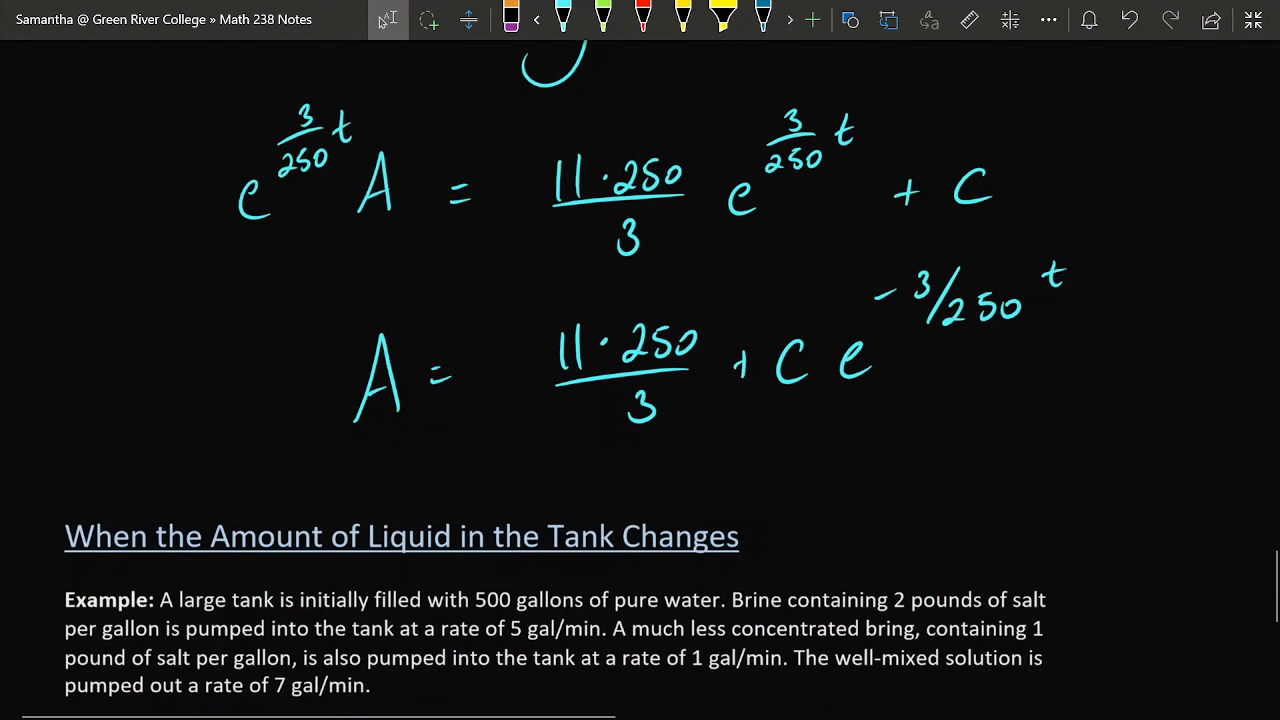 Samantha @ Green River College » Math 238 Notes
e^{3/250 t} A = 11·250/3 e^{3/250 t} + C
A = 11·250/3 + C e^{-3/250 t}
When the Amount of Liquid in the Tank Changes
Example: A large tank is initially filled with 500 gallons of pure water. Brine containing 2 pounds of salt
per gallon is pumped into the tank at a rate of 5 gal/min. A much less concentrated bring, containing 1
pound of salt per gallon, is also pumped into the tank at a rate of 1 gal/min. The well-mixed solution is
pumped out a rate of 7 gal/min.